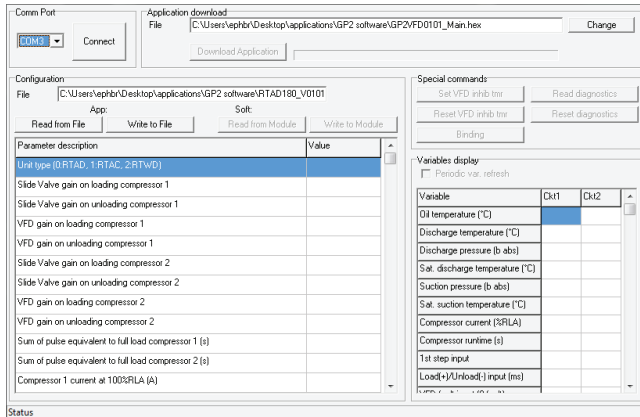 Comm Port
COM3
Connect
Application download
File
C:\Users\ephbr\Desktop\applications\GP2 software\GP2VFD0101_Main.hex
Change
Download Application
Configuration
File
C:\Users\ephbr\Desktop\applications\GP2 software\RTAD180_V0101
App:
Soft:
Read from File
Write to File
Read from Module
Write to Module
Parameter description
Value
Unit type (0:RTAD, 1:RTAC, 2:RTWD)
Slide Valve gain on loading compressor 1
Slide Valve gain on unloading compressor 1
VFD gain on loading compressor 1
VFD gain on unloading compressor 1
Slide Valve gain on loading compressor 2
Slide Valve gain on unloading compressor 2
VFD gain on loading compressor 2
VFD gain on unloading compressor 2
Sum of pulse equivalent to full load compressor 1 (s)
Sum of pulse equivalent to full load compressor 2 (s)
Compressor 1 current at 100%RLA (A)
Special commands
Set VFD inhib tmr
Read diagnostics
Reset VFD inhib tmr
Reset diagnostics
Binding
Variables display
Periodic var. refresh
Variable
Ckt1
Ckt2
Oil temperature (°C)
Discharge temperature (°C)
Discharge pressure (b abs)
Sat. discharge temperature (°C)
Suction pressure (b abs)
Sat. suction temperature (°C)
Compressor current (%RLA)
Compressor runtime (s)
1st step input
Load(+)/Unload(-) input (ms)
Status